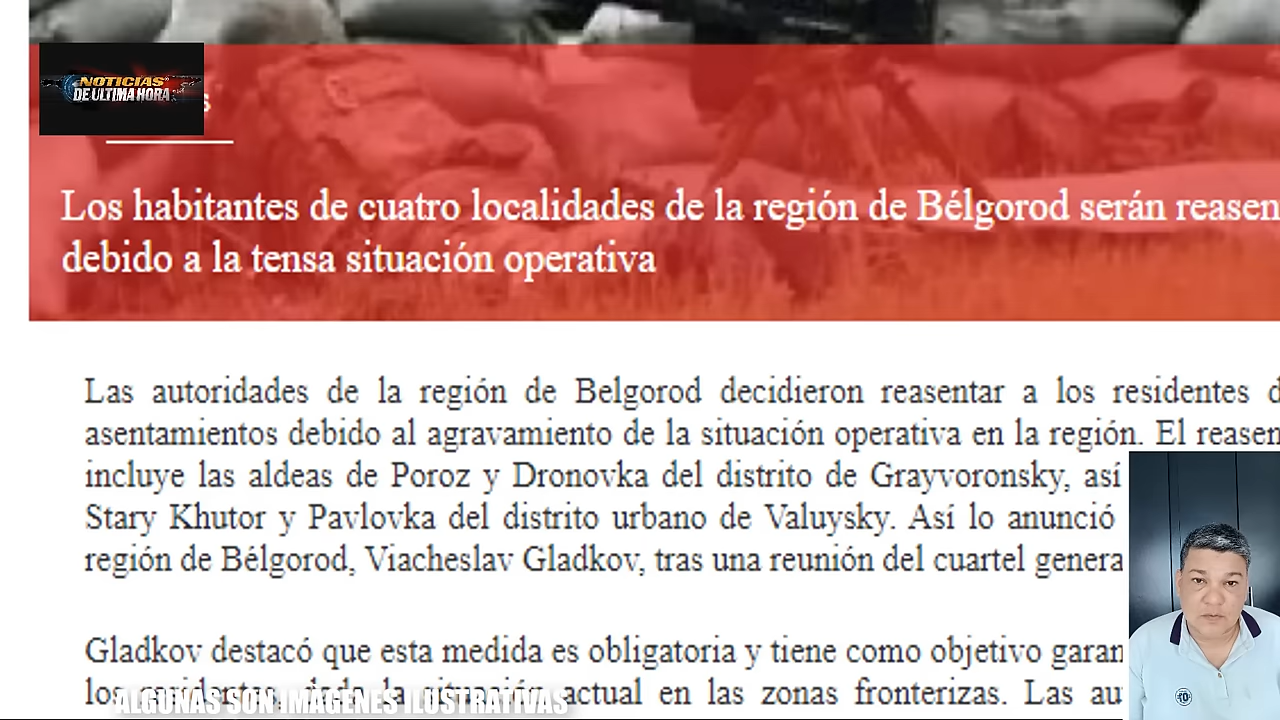 NOTICIAS
DE ULTIMA HORA
Los habitantes de cuatro localidades de la región de Bélgorod serán reasen
debido a la tensa situación operativa
Las autoridades de la región de Belgorod decidieron reasentar a los residentes d
asentamientos debido al agravamiento de la situación operativa en la región. El reasen
incluye las aldeas de Poroz y Dronovka del distrito de Grayvoronsky, así
Stary Khutor y Pavlovka del distrito urbano de Valuysky. Así lo anunció
región de Bélgorod, Viacheslav Gladkov, tras una reunión del cuartel genera
Gladkov destacó que esta medida es obligatoria y tiene como objetivo garan
los residentes, dada la situación actual en las zonas fronterizas. Las au
ALGUNAS SON IMÁGENES ILUSTRATIVAS